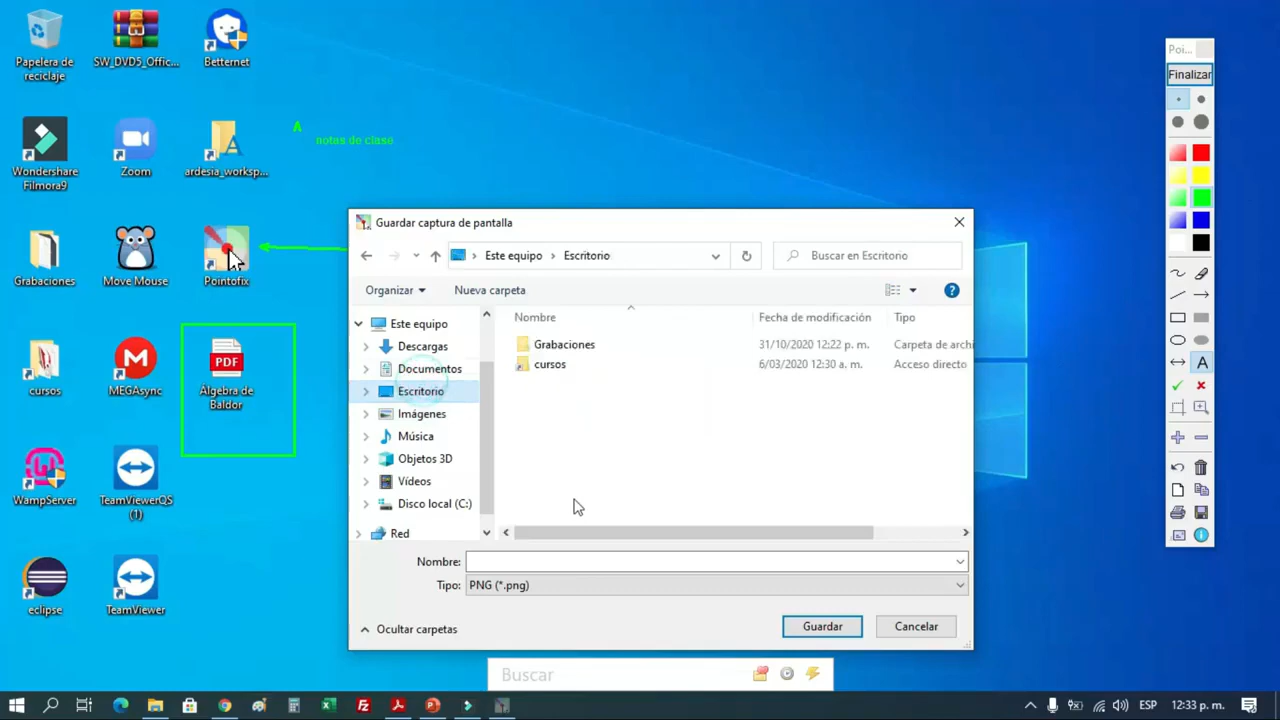 Papelera de
reciclaje
SW_DVD5_Offic...
Betternet
Wondershare
Filmora9
Zoom
ardesia_worksp...
A
notas de clase
Grabaciones
Move Mouse
Pointofix
cursos
MEGAsync
PDF
Álgebra de
Baldor
WampServer
TeamViewerQS
(1)
eclipse
TeamViewer
Guardar captura de pantalla
Este equipo
Escritorio
Buscar en Escritorio
Organizar
Nueva carpeta
Este equipo
Descargas
Documentos
Escritorio
Imágenes
Música
Objetos 3D
Vídeos
Disco local (C:)
Red
Nombre
Fecha de modificación
Tipo
Grabaciones
31/10/2020 12:22 p. m.
Carpeta de archi
cursos
6/03/2020 12:30 a. m.
Acceso directo
Nombre:
Tipo:
PNG (*.png)
Ocultar carpetas
Guardar
Cancelar
Poi...
Finalizar
A
Buscar
ESP
12:33 p. m.